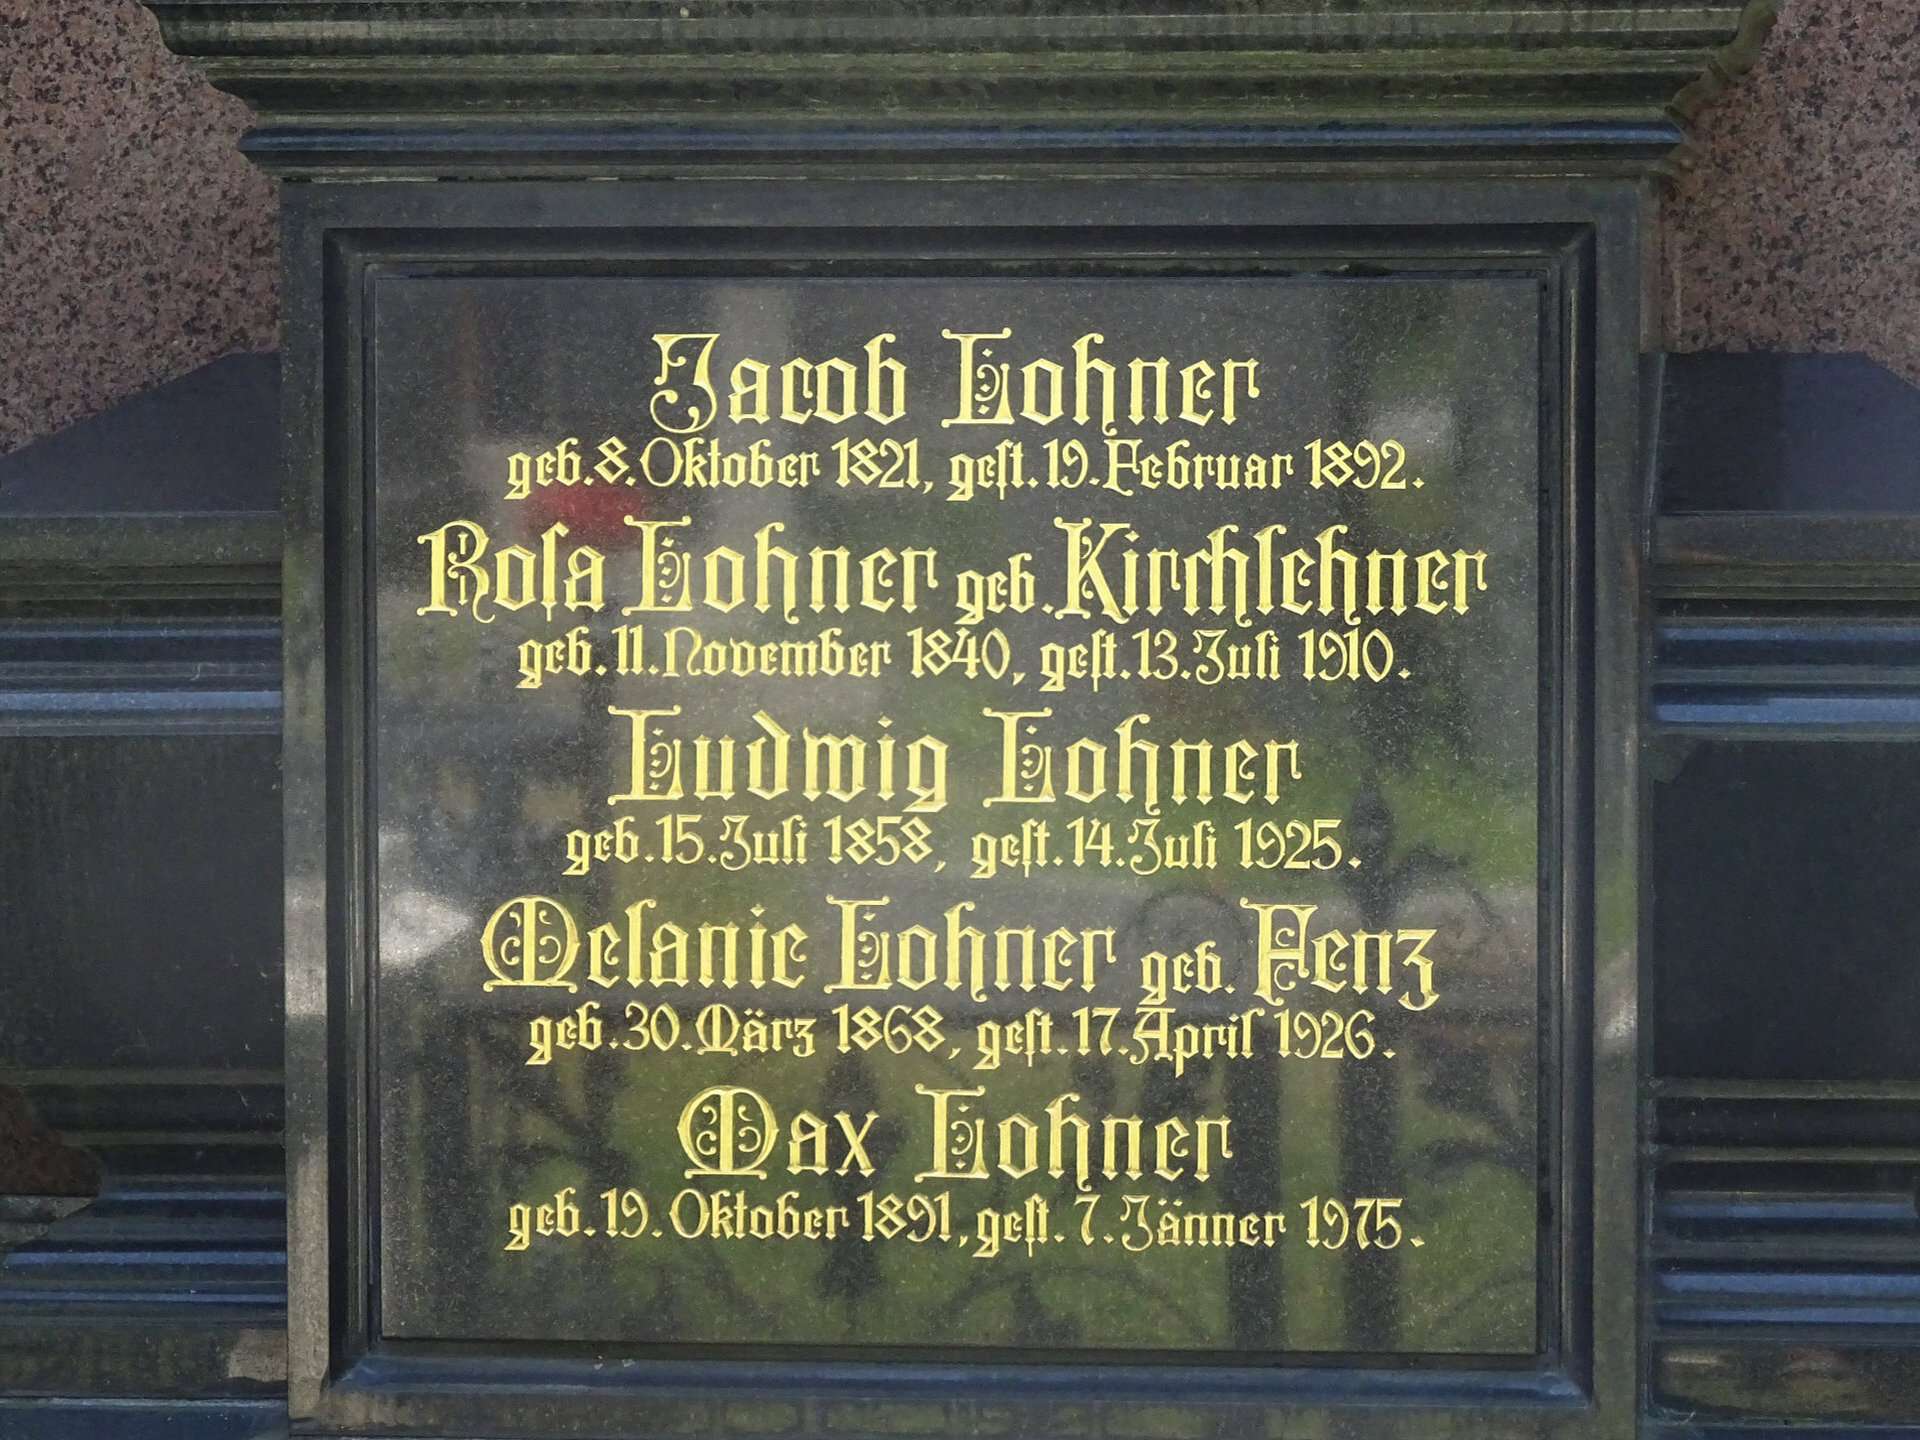 Jacob Lohner
geb. 8. Oktober 1821, gest. 19. Februar 1892.
Rosa Lohner geb. Kirchlehner
geb. 11. November 1840, gest. 13. Juli 1910.
Ludwig Lohner
geb. 15. Juli 1858, gest. 14. Juli 1925.
Melanie Lohner geb. Fenz
geb. 30. März 1868, gest. 17. April 1926.
Max Lohner
geb. 19. Oktober 1891, gest. 7. Jänner 1975.